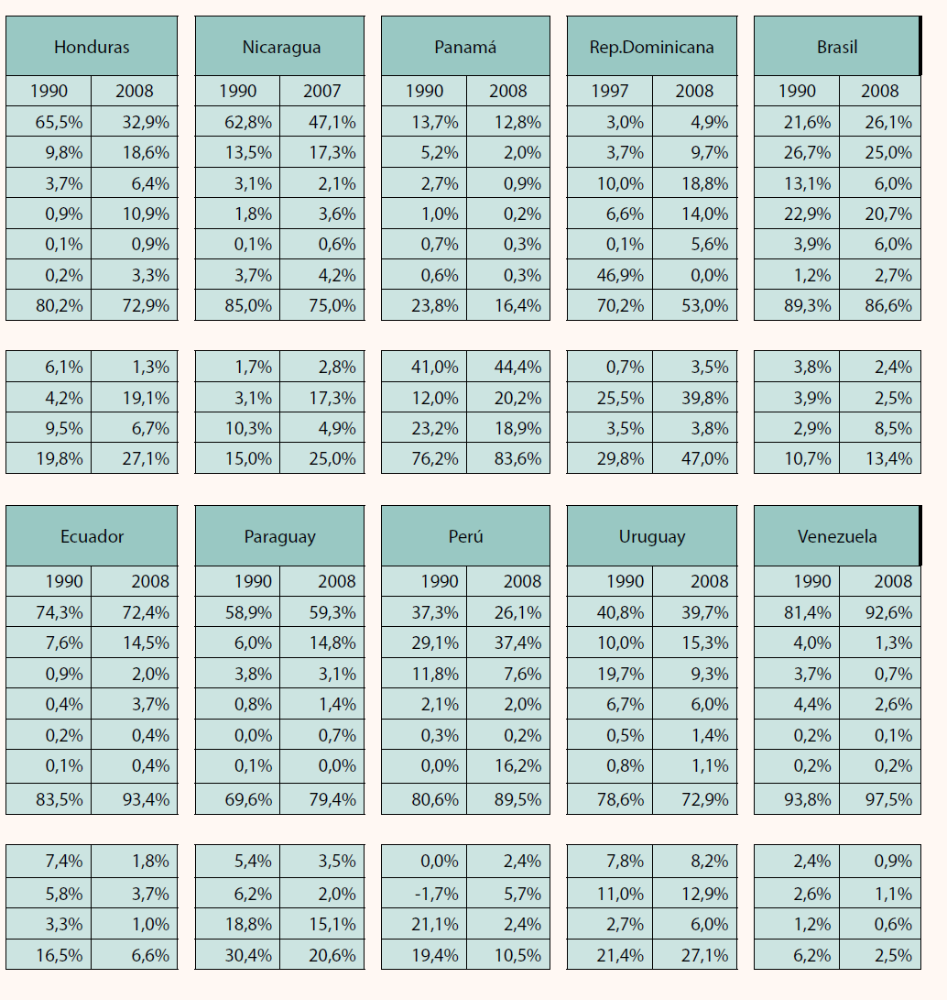 Honduras Nicaragua Panamá Rep.Dominicana Brasil
1990 2008 1990 2007 1990 2008 1997 2008 1990 2008
65,5% 32,9% 62,8% 47,1% 13,7% 12,8% 3,0% 4,9% 21,6% 26,1%
9,8% 18,6% 13,5% 17,3% 5,2% 2,0% 3,7% 9,7% 26,7% 25,0%
3,7% 6,4% 3,1% 2,1% 2,7% 0,9% 10,0% 18,8% 13,1% 6,0%
0,9% 10,9% 1,8% 3,6% 1,0% 0,2% 6,6% 14,0% 22,9% 20,7%
0,1% 0,9% 0,1% 0,6% 0,7% 0,3% 0,1% 5,6% 3,9% 6,0%
0,2% 3,3% 3,7% 4,2% 0,6% 0,3% 46,9% 0,0% 1,2% 2,7%
80,2% 72,9% 85,0% 75,0% 23,8% 16,4% 70,2% 53,0% 89,3% 86,6%
6,1% 1,3% 1,7% 2,8% 41,0% 44,4% 0,7% 3,5% 3,8% 2,4%
4,2% 19,1% 3,1% 17,3% 12,0% 20,2% 25,5% 39,8% 3,9% 2,5%
9,5% 6,7% 10,3% 4,9% 23,2% 18,9% 3,5% 3,8% 2,9% 8,5%
19,8% 27,1% 15,0% 25,0% 76,2% 83,6% 29,8% 47,0% 10,7% 13,4%
Ecuador Paraguay Perú Uruguay Venezuela
1990 2008 1990 2008 1990 2008 1990 2008 1990 2008
74,3% 72,4% 58,9% 59,3% 37,3% 26,1% 40,8% 39,7% 81,4% 92,6%
7,6% 14,5% 6,0% 14,8% 29,1% 37,4% 10,0% 15,3% 4,0% 1,3%
0,9% 2,0% 3,8% 3,1% 11,8% 7,6% 19,7% 9,3% 3,7% 0,7%
0,4% 3,7% 0,8% 1,4% 2,1% 2,0% 6,7% 6,0% 4,4% 2,6%
0,2% 0,4% 0,0% 0,7% 0,3% 0,2% 0,5% 1,4% 0,2% 0,1%
0,1% 0,4% 0,1% 0,0% 0,0% 16,2% 0,8% 1,1% 0,2% 0,2%
83,5% 93,4% 69,6% 79,4% 80,6% 89,5% 78,6% 72,9% 93,8% 97,5%
7,4% 1,8% 5,4% 3,5% 0,0% 2,4% 7,8% 8,2% 2,4% 0,9%
5,8% 3,7% 6,2% 2,0% -1,7% 5,7% 11,0% 12,9% 2,6% 1,1%
3,3% 1,0% 18,8% 15,1% 21,1% 2,4% 2,7% 6,0% 1,2% 0,6%
16,5% 6,6% 30,4% 20,6% 19,4% 10,5% 21,4% 27,1% 6,2% 2,5%